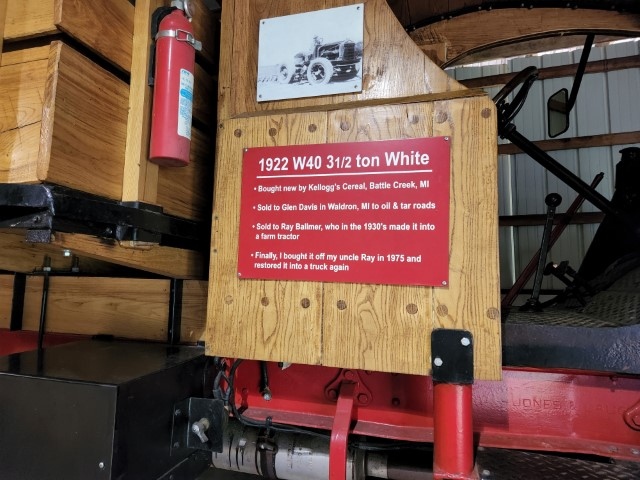 1922 W40 31/2 ton White
• Bought new by Kellogg's Cereal, Battle Creek, MI
• Sold to Glen Davis in Waldron, MI to oil & tar roads
• Sold to Ray Ballmer, who in the 1930's made it into
a farm tractor
• Finally, I bought it off my uncle Ray in 1975 and
restored it into a truck again
JONES